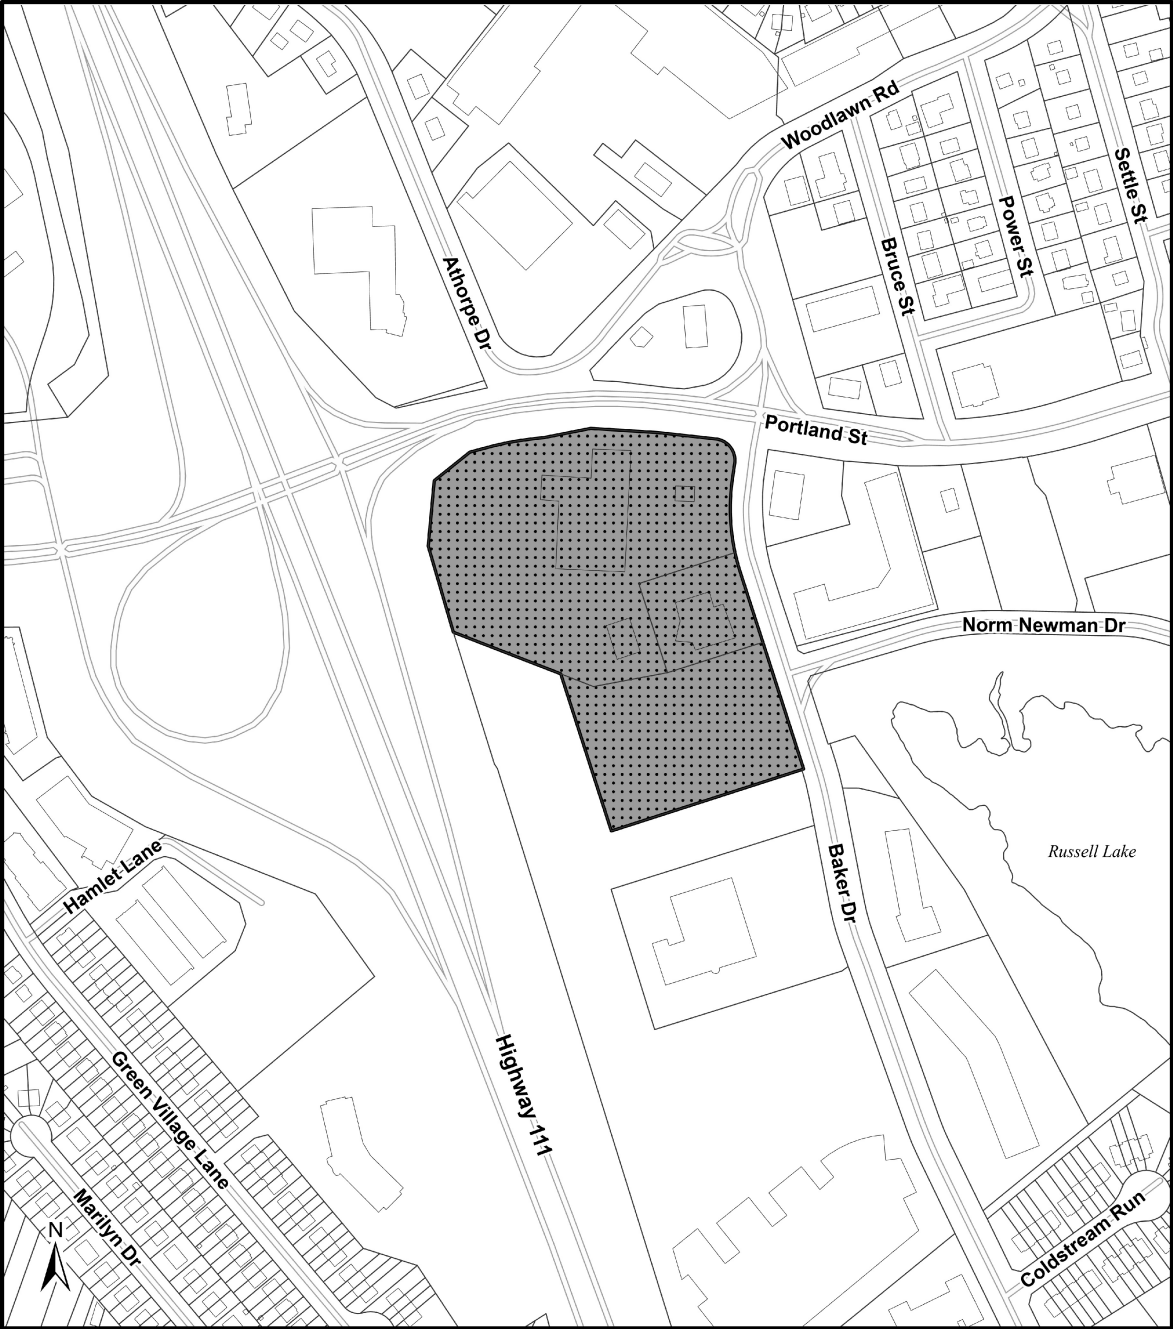 Woodlawn Rd
Settle St
Power St
Bruce St
Athorpe Dr
Portland St
Norm Newman Dr
Russell Lake
Baker Dr
Hamlet Lane
Highway 111
Green Village Lane
Marilyn Dr
N
Coldstream Run